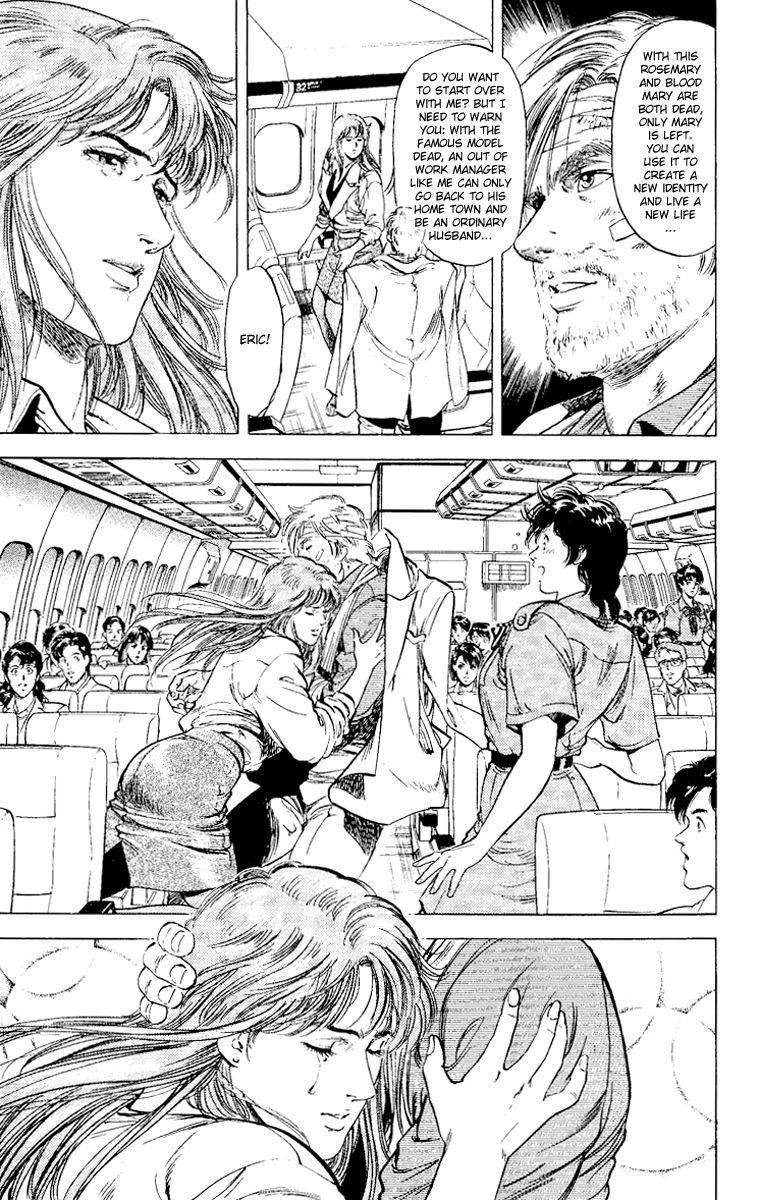 WITH THIS
ROSEMARY
AND BLOOD
MARY ARE
BOTH DEAD,
ONLY MARY
IS LEFT.
YOU CAN
USE IT TO
CREATE A
NEW IDENTITY
AND LIVE A
NEW LIFE
...
DO YOU WANT
TO START OVER
WITH ME? BUT I
NEED TO WARN
YOU: WITH THE
FAMOUS MODEL
DEAD, AN OUT OF
WORK MANAGER
LIKE ME CAN ONLY
GO BACK TO HIS
HOME TOWN AND
BE AN ORDINARY
HUSBAND...
32
ERIC!